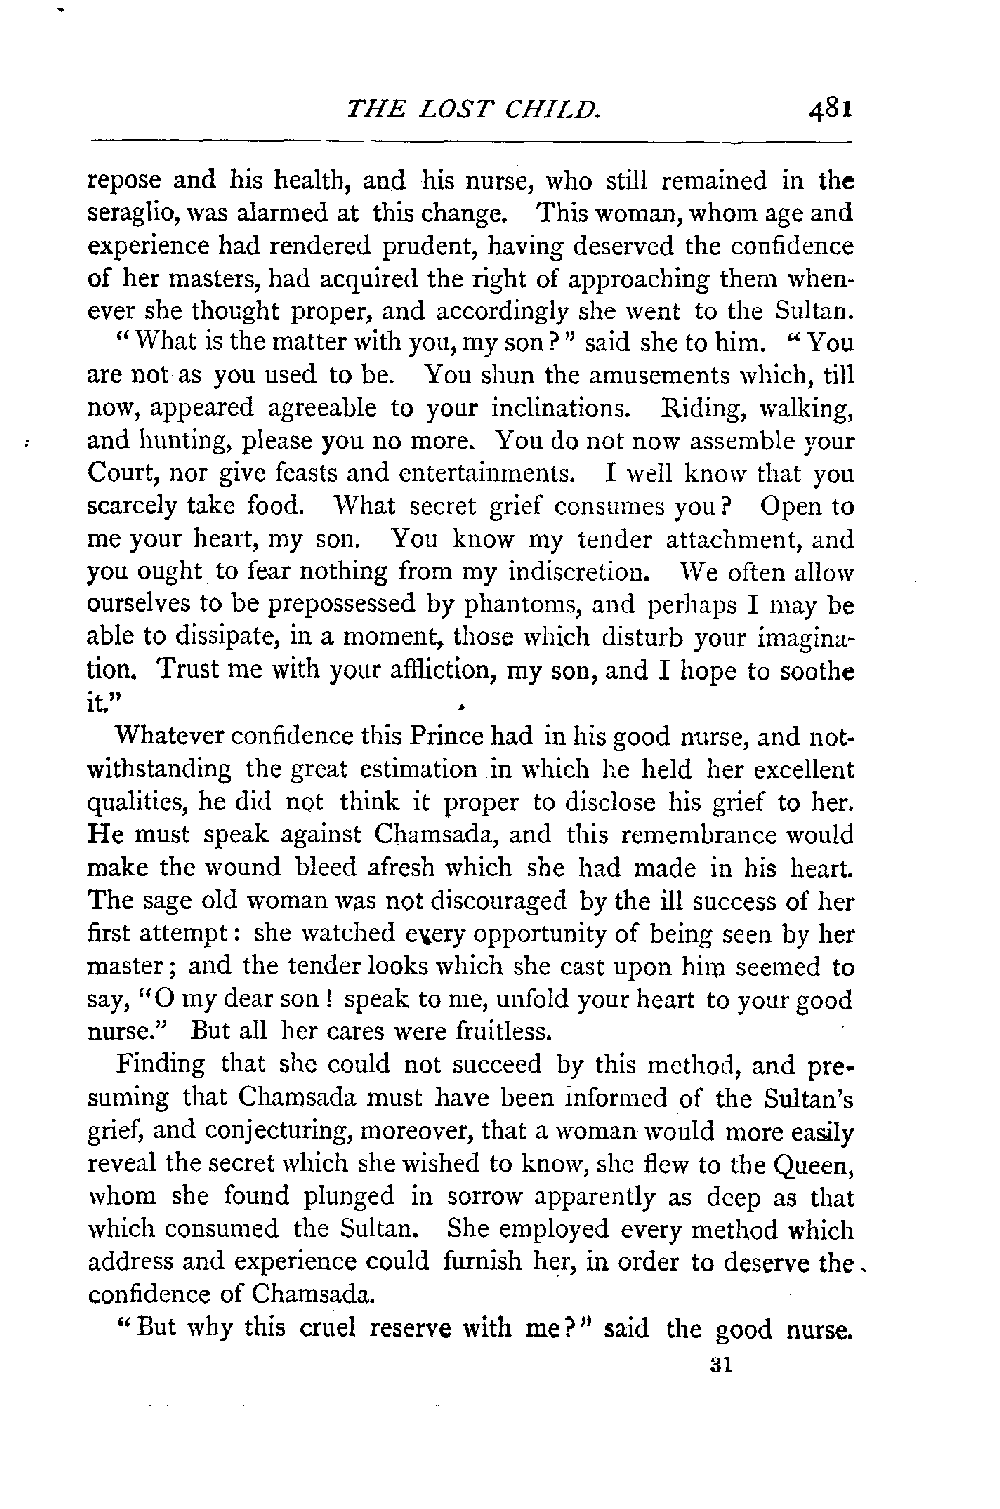 THE LOST CHILD. 481
repose and his health, and his nurse, who still remained in the
seraglio, was alarmed at this change. This woman, whom age and
experience had rendered prudent, having deserved the confidence
of her masters, had acquired the right of approaching them when-
ever she thought proper, and accordingly she went to the Sultan.
“What is the matter with you, my son?” said she to him. “You
are not as you used to be. You shun the amusements which, till
now, appeared agreeable to your inclinations. Riding, walking,
and hunting, please you no more. You do not now assemble your
Court, nor give feasts and entertainments. I well know that you
scarcely take food. What secret grief consumes you? Open to
me your heart, my son. You know my tender attachment, and
you ought to fear nothing from my indiscretion. We often allow
ourselves to be prepossessed by phantoms, and perhaps I may be
able to dissipate, in a moment, those which disturb your imagina-
tion. Trust me with your affliction, my son, and I hope to soothe
it.”
Whatever confidence this Prince had in his good nurse, and not-
withstanding the great estimation in which he held her excellent
qualities, he did not think it proper to disclose his grief to her.
He must speak against Chamsada, and this remembrance would
make the wound bleed afresh which she had made in his heart.
The sage old woman was not discouraged by the ill success of her
first attempt: she watched every opportunity of being seen by her
master; and the tender looks which she cast upon him seemed to
say, “O my dear son! speak to me, unfold your heart to your good
nurse.” But all her cares were fruitless.
Finding that she could not succeed by this method, and pre-
suming that Chamsada must have been informed of the Sultan's
grief, and conjecturing, moreover, that a woman would more easily
reveal the secret which she wished to know, she flew to the Queen,
whom she found plunged in sorrow apparently as deep as that
which consumed the Sultan. She employed every method which
address and experience could furnish her, in order to deserve the
confidence of Chamsada.
“But why this cruel reserve with me?” said the good nurse.
31